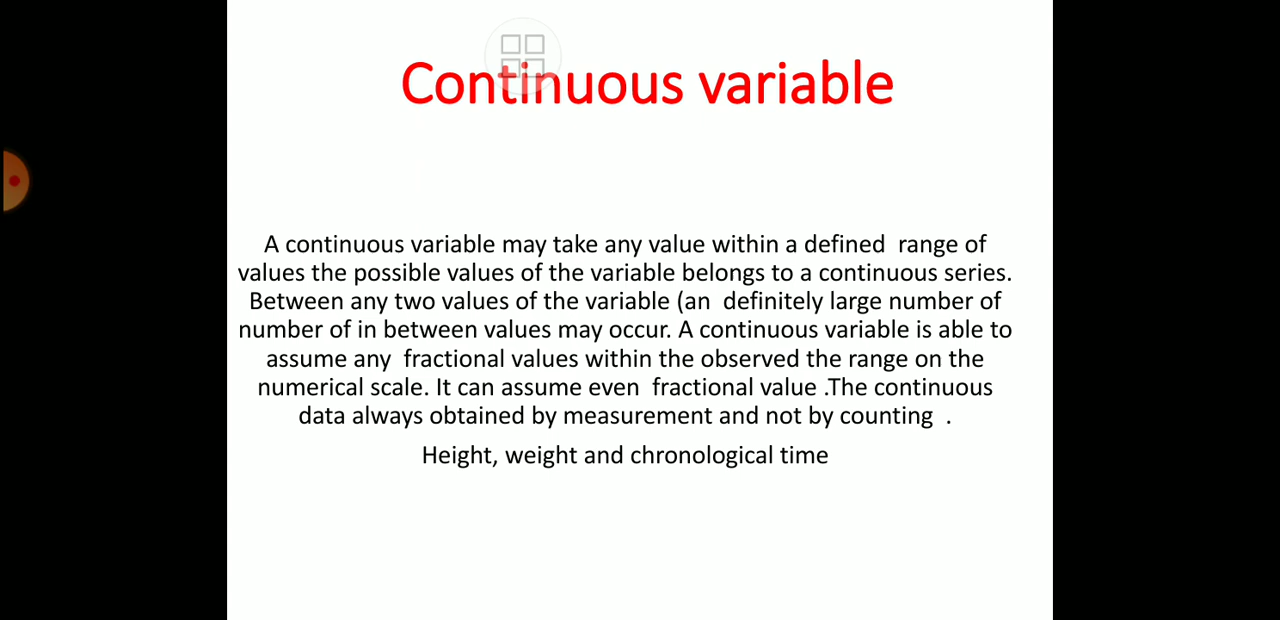 Continuous variable
A continuous variable may take any value within a defined  range of
values the possible values of the variable belongs to a continuous series.
Between any two values of the variable (an  definitely large number of
number of in between values may occur. A continuous variable is able to
assume any  fractional values within the observed the range on the
numerical scale. It can assume even  fractional value .The continuous
data always obtained by measurement and not by counting  .
Height, weight and chronological time